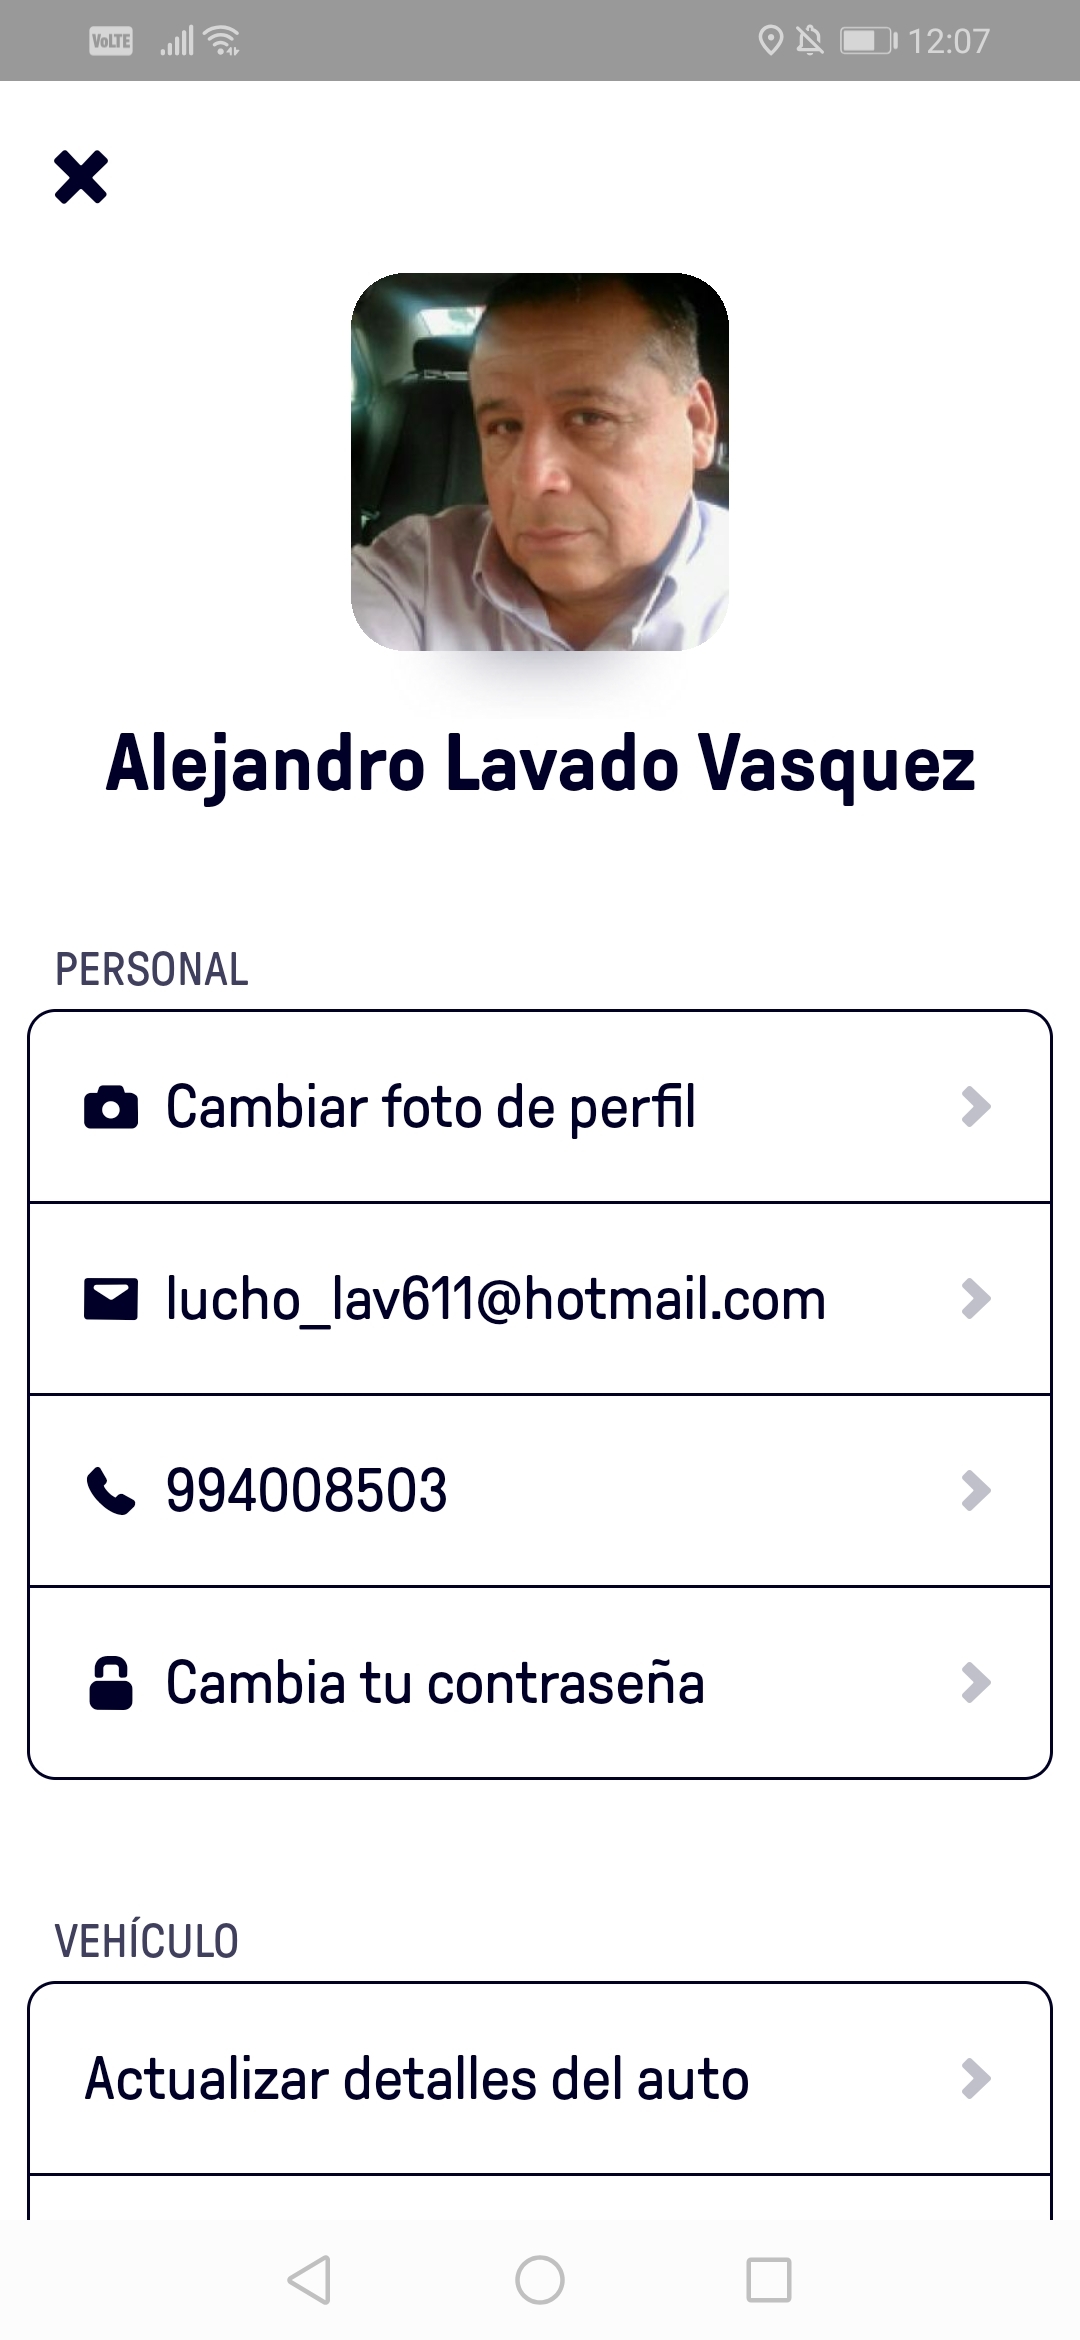 VoLTE 12:07
Alejandro Lavado Vasquez
PERSONAL
Cambiar foto de perfil
lucho_lav611@hotmail.com
994008503
Cambia tu contraseña
VEHÍCULO
Actualizar detalles del auto